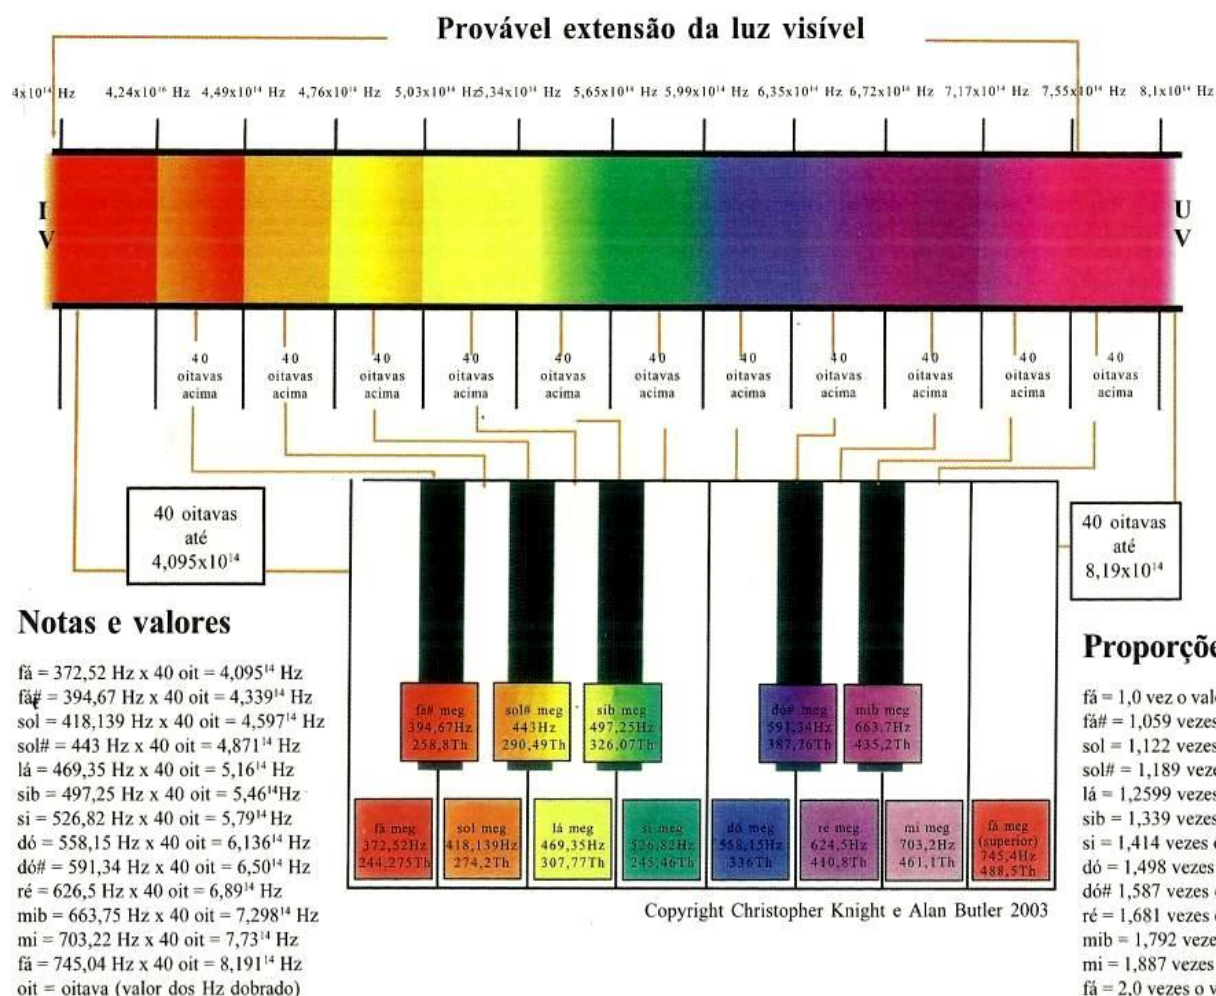 Provável extensão da luz visível
4x10¹⁴ Hz 4,24x10¹⁶ Hz 4,49x10¹⁴ Hz 4,76x10¹⁴ Hz 5,03x10¹⁴ Hz 5,34x10¹⁴ Hz 5,65x10¹⁴ Hz 5,99x10¹⁴ Hz 6,35x10¹⁴ Hz 6,72x10¹⁴ Hz 7,17x10¹⁴ Hz 7,55x10¹⁴ Hz 8,1x10¹⁴ Hz
I
V
U
V
40 40 40 40 40 40 40 40 40 40 40
oitavas oitavas oitavas oitavas oitavas oitavas oitavas oitavas oitavas oitavas oitavas
acima acima acima acima acima acima acima acima acima acima acima
40 oitavas
até
4,095x10¹⁴
40 oitavas
até
8,19x10¹⁴
Notas e valores
fá = 372,52 Hz x 40 oit = 4,095¹⁴ Hz
fá# = 394,67 Hz x 40 oit = 4,339¹⁴ Hz
sol = 418,139 Hz x 40 oit = 4,597¹⁴ Hz
sol# = 443 Hz x 40 oit = 4,871¹⁴ Hz
lá = 469,35 Hz x 40 oit = 5,16¹⁴ Hz
sib = 497,25 Hz x 40 oit = 5,46¹⁴Hz
si = 526,82 Hz x 40 oit = 5,79¹⁴ Hz
dó = 558,15 Hz x 40 oit = 6,136¹⁴ Hz
dó# = 591,34 Hz x 40 oit = 6,50¹⁴ Hz
ré = 626,5 Hz x 40 oit = 6,89¹⁴ Hz
mib = 663,75 Hz x 40 oit = 7,298¹⁴ Hz
mi = 703,22 Hz x 40 oit = 7,73¹⁴ Hz
fá = 745,04 Hz x 40 oit = 8,191¹⁴ Hz
oit = oitava (valor dos Hz dobrado)
fá# meg
394,67Hz
258,8Th
sol# meg
443Hz
290,49Th
sib meg
497,25Hz
326,07Th
dó# meg
591,34Hz
387,76Th
mib meg
663,7Hz
435,2Th
fá meg
372,52Hz
244,275Th
sol meg
418,139Hz
274,2Th
lá meg
469,35Hz
307,77Th
si meg
526,82Hz
245,46Th
dó meg
558,15Hz
336Th
ré meg
624,5Hz
410,8Th
mi meg
703,2Hz
461,1Th
fá meg
(superior)
745,4Hz
488,5Th
Copyright Christopher Knight e Alan Butler 2003
Proporçõe
fá = 1,0 vez o valo
fá# = 1,059 vezes
sol = 1,122 vezes
sol# = 1,189 veze
lá = 1,2599 vezes
sib = 1,339 vezes
si = 1,414 vezes
dó = 1,498 vezes
dó# 1,587 vezes
ré = 1,681 vezes
mib = 1,792 veze
mi = 1,887 vezes
fá = 2,0 vezes o v